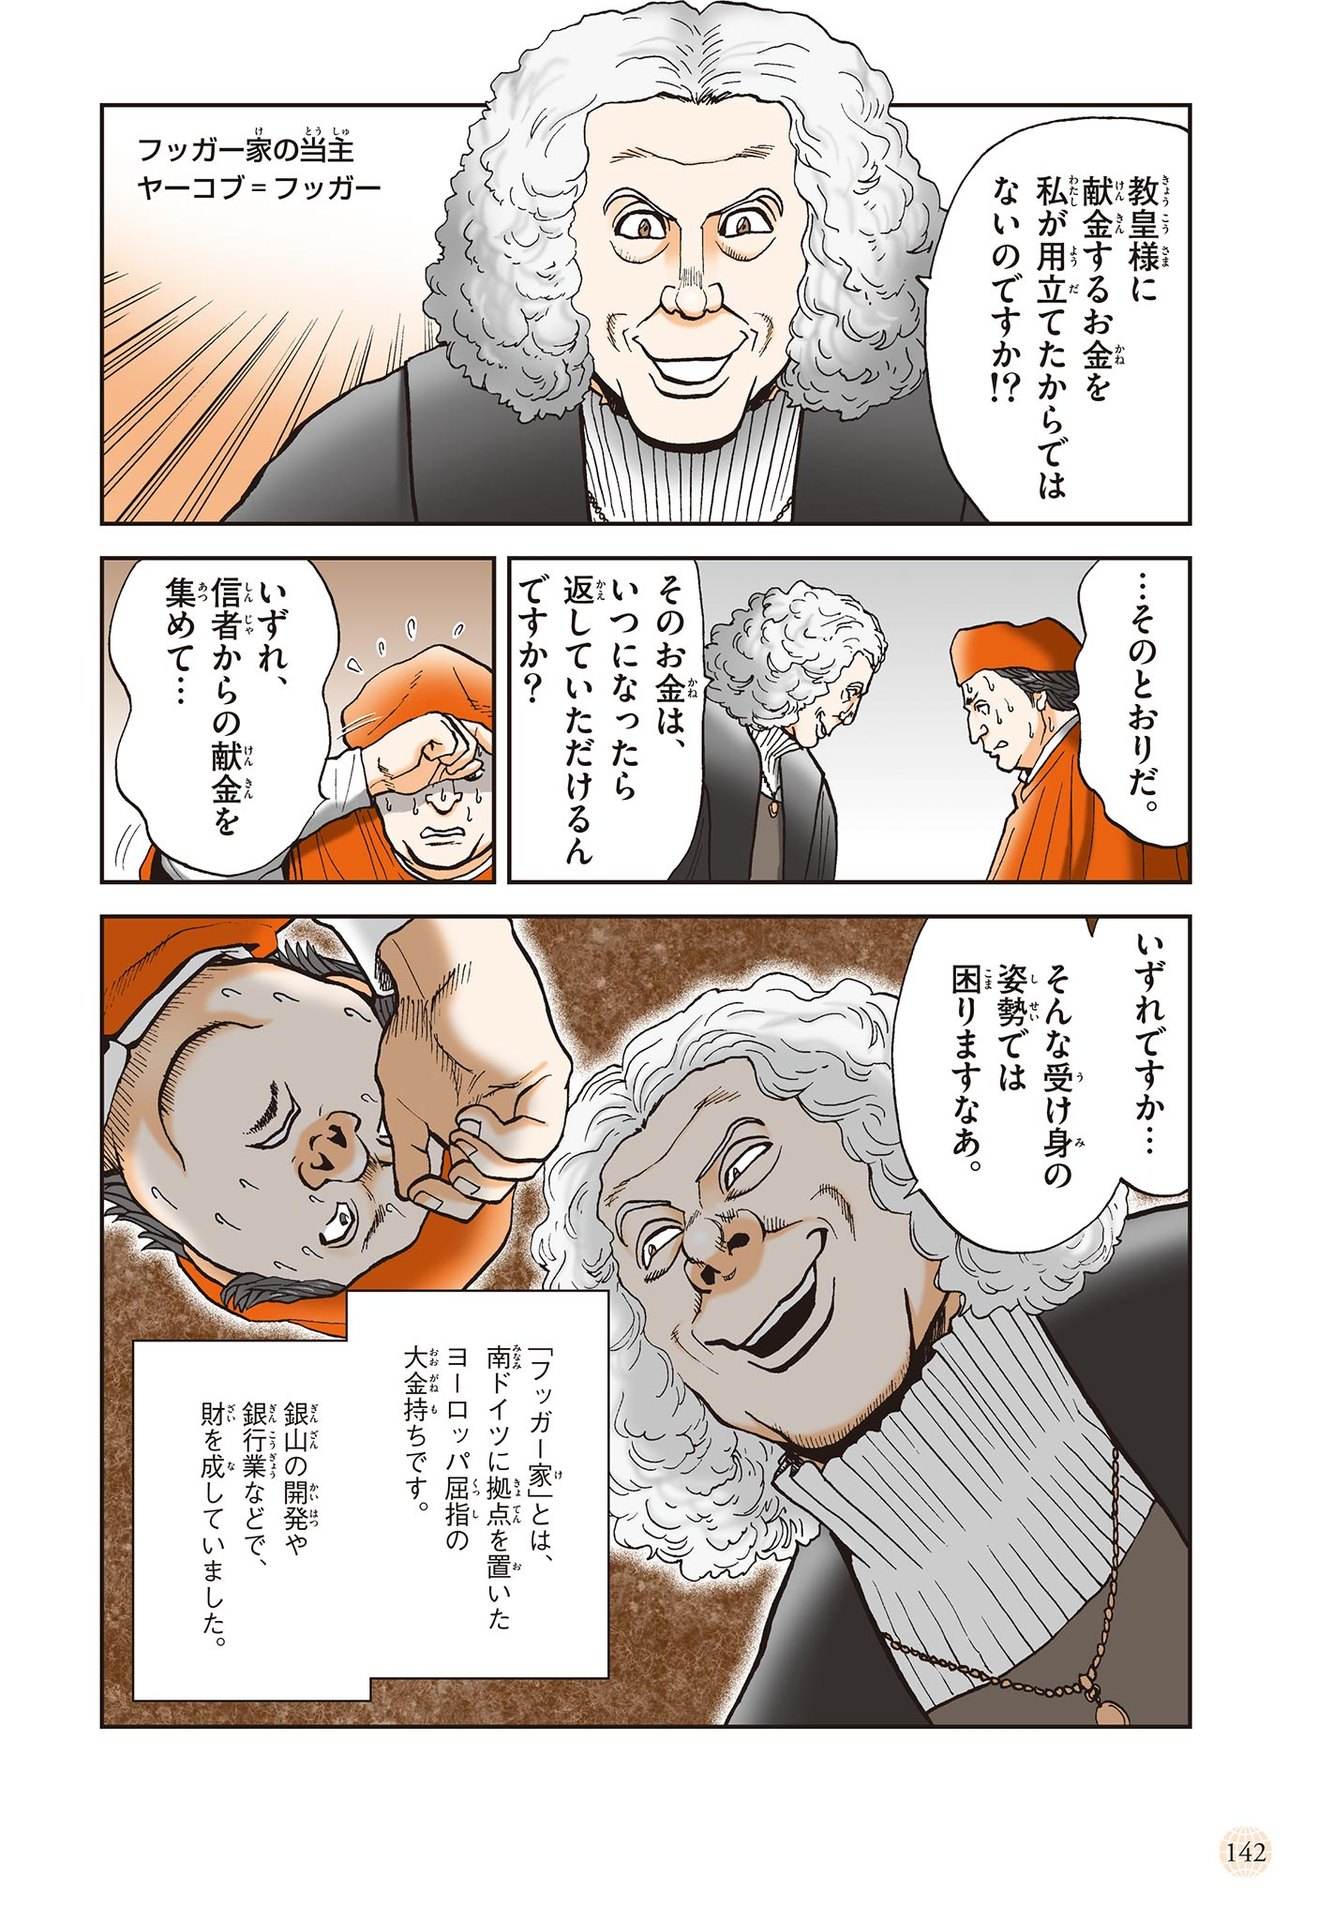 フッガー家の当主
ヤーコブ=フッガー
教皇様に
献金するお金を
私が用立てたからでは
ないのですか!?
…そのとおりだ。
そのお金は、
いつになったら
返していただけるん
ですか?
いずれ、
信者からの献金を
集めて…
いずれですか…
そんな受け身の
姿勢では
困りますなあ。
「フッガー家」とは、
南ドイツに拠点を置いた
ヨーロッパ屈指の
大金持ちです。
銀山の開発や
銀行業などで、
財を成していました。
142